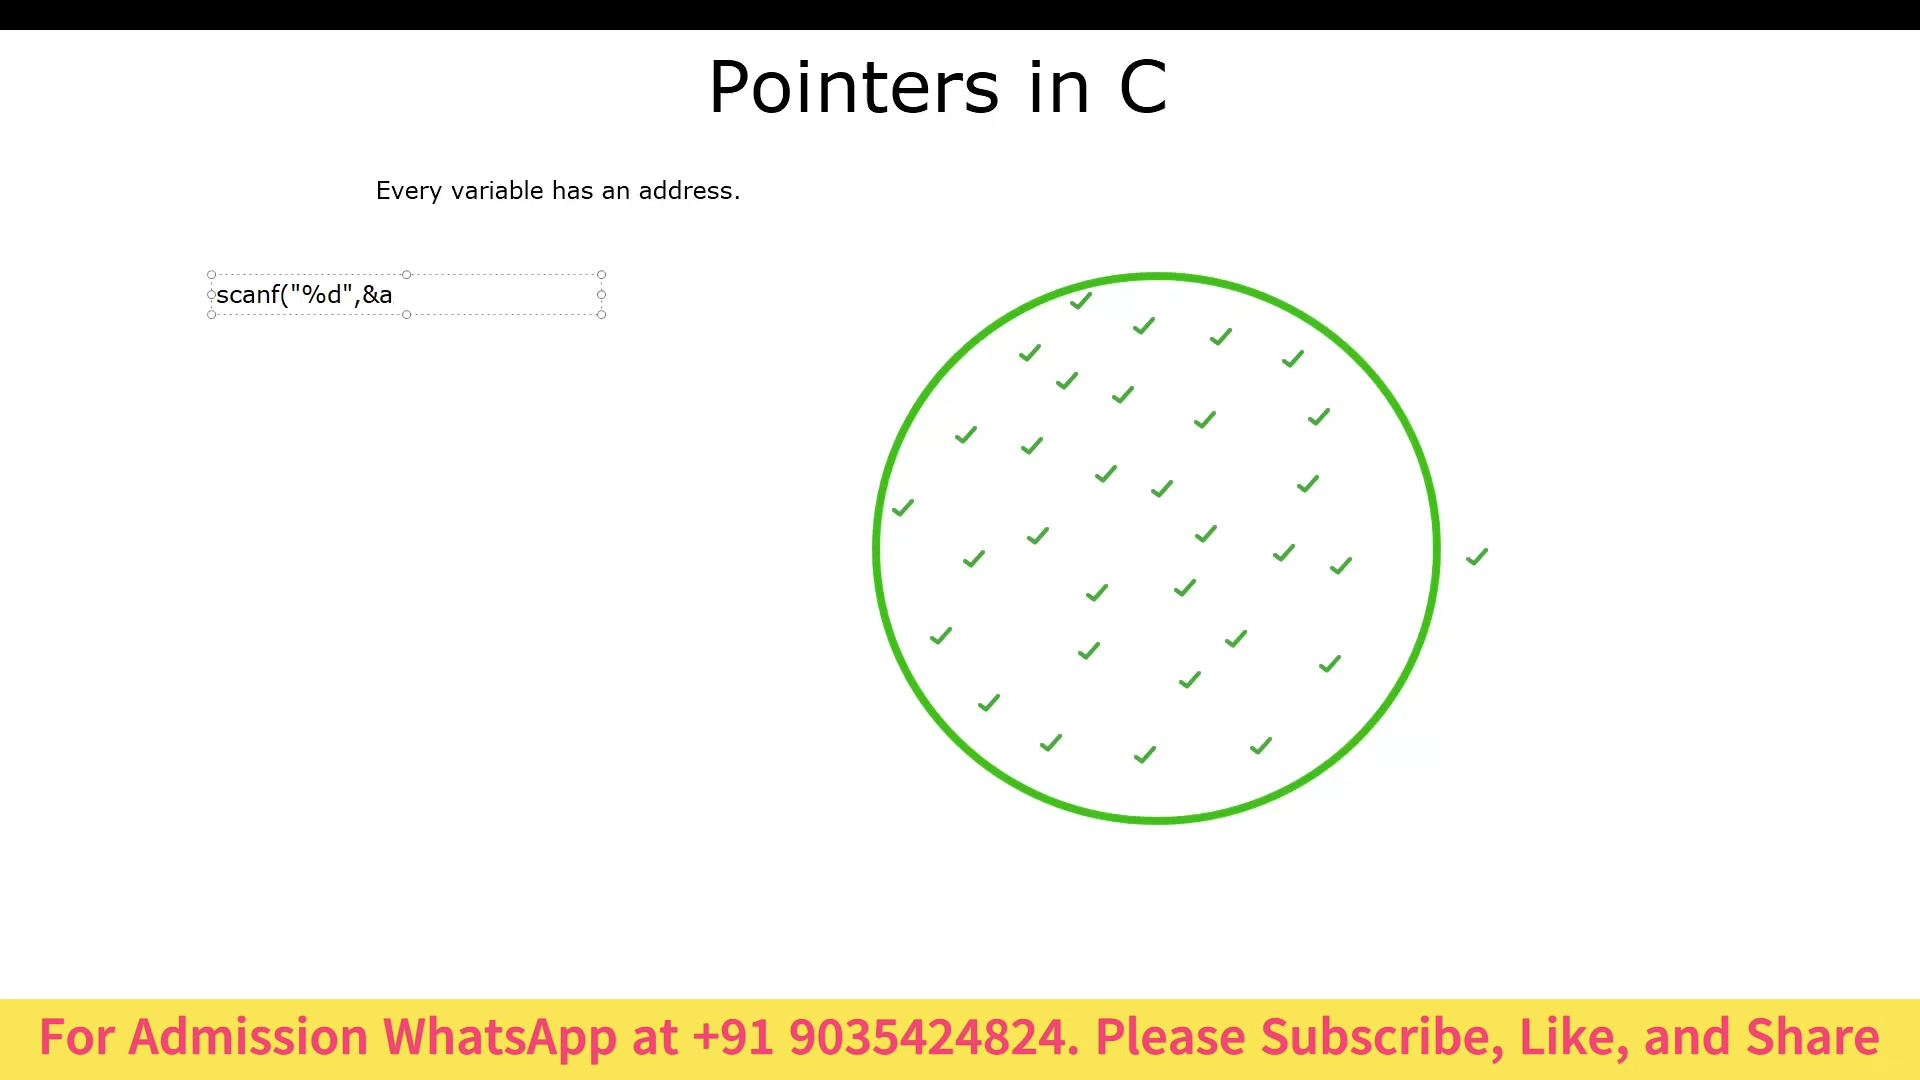 Pointers in C
Every variable has an address.
scanf("%d",&a
For Admission WhatsApp at +91 9035424824. Please Subscribe, Like, and Share